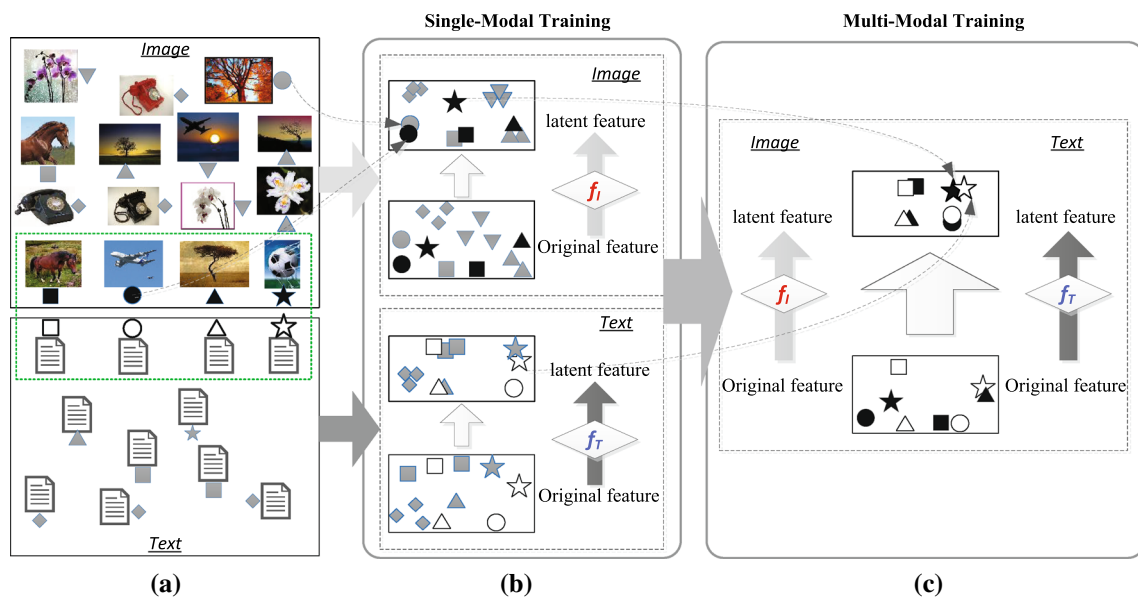 Single-Modal Training
Multi-Modal Training
Image
Text
(a)
Image
latent feature
f_I
Original feature
Text
latent feature
f_T
Original feature
(b)
Image
Text
latent feature
latent feature
f_I
f_T
Original feature
Original feature
(c)